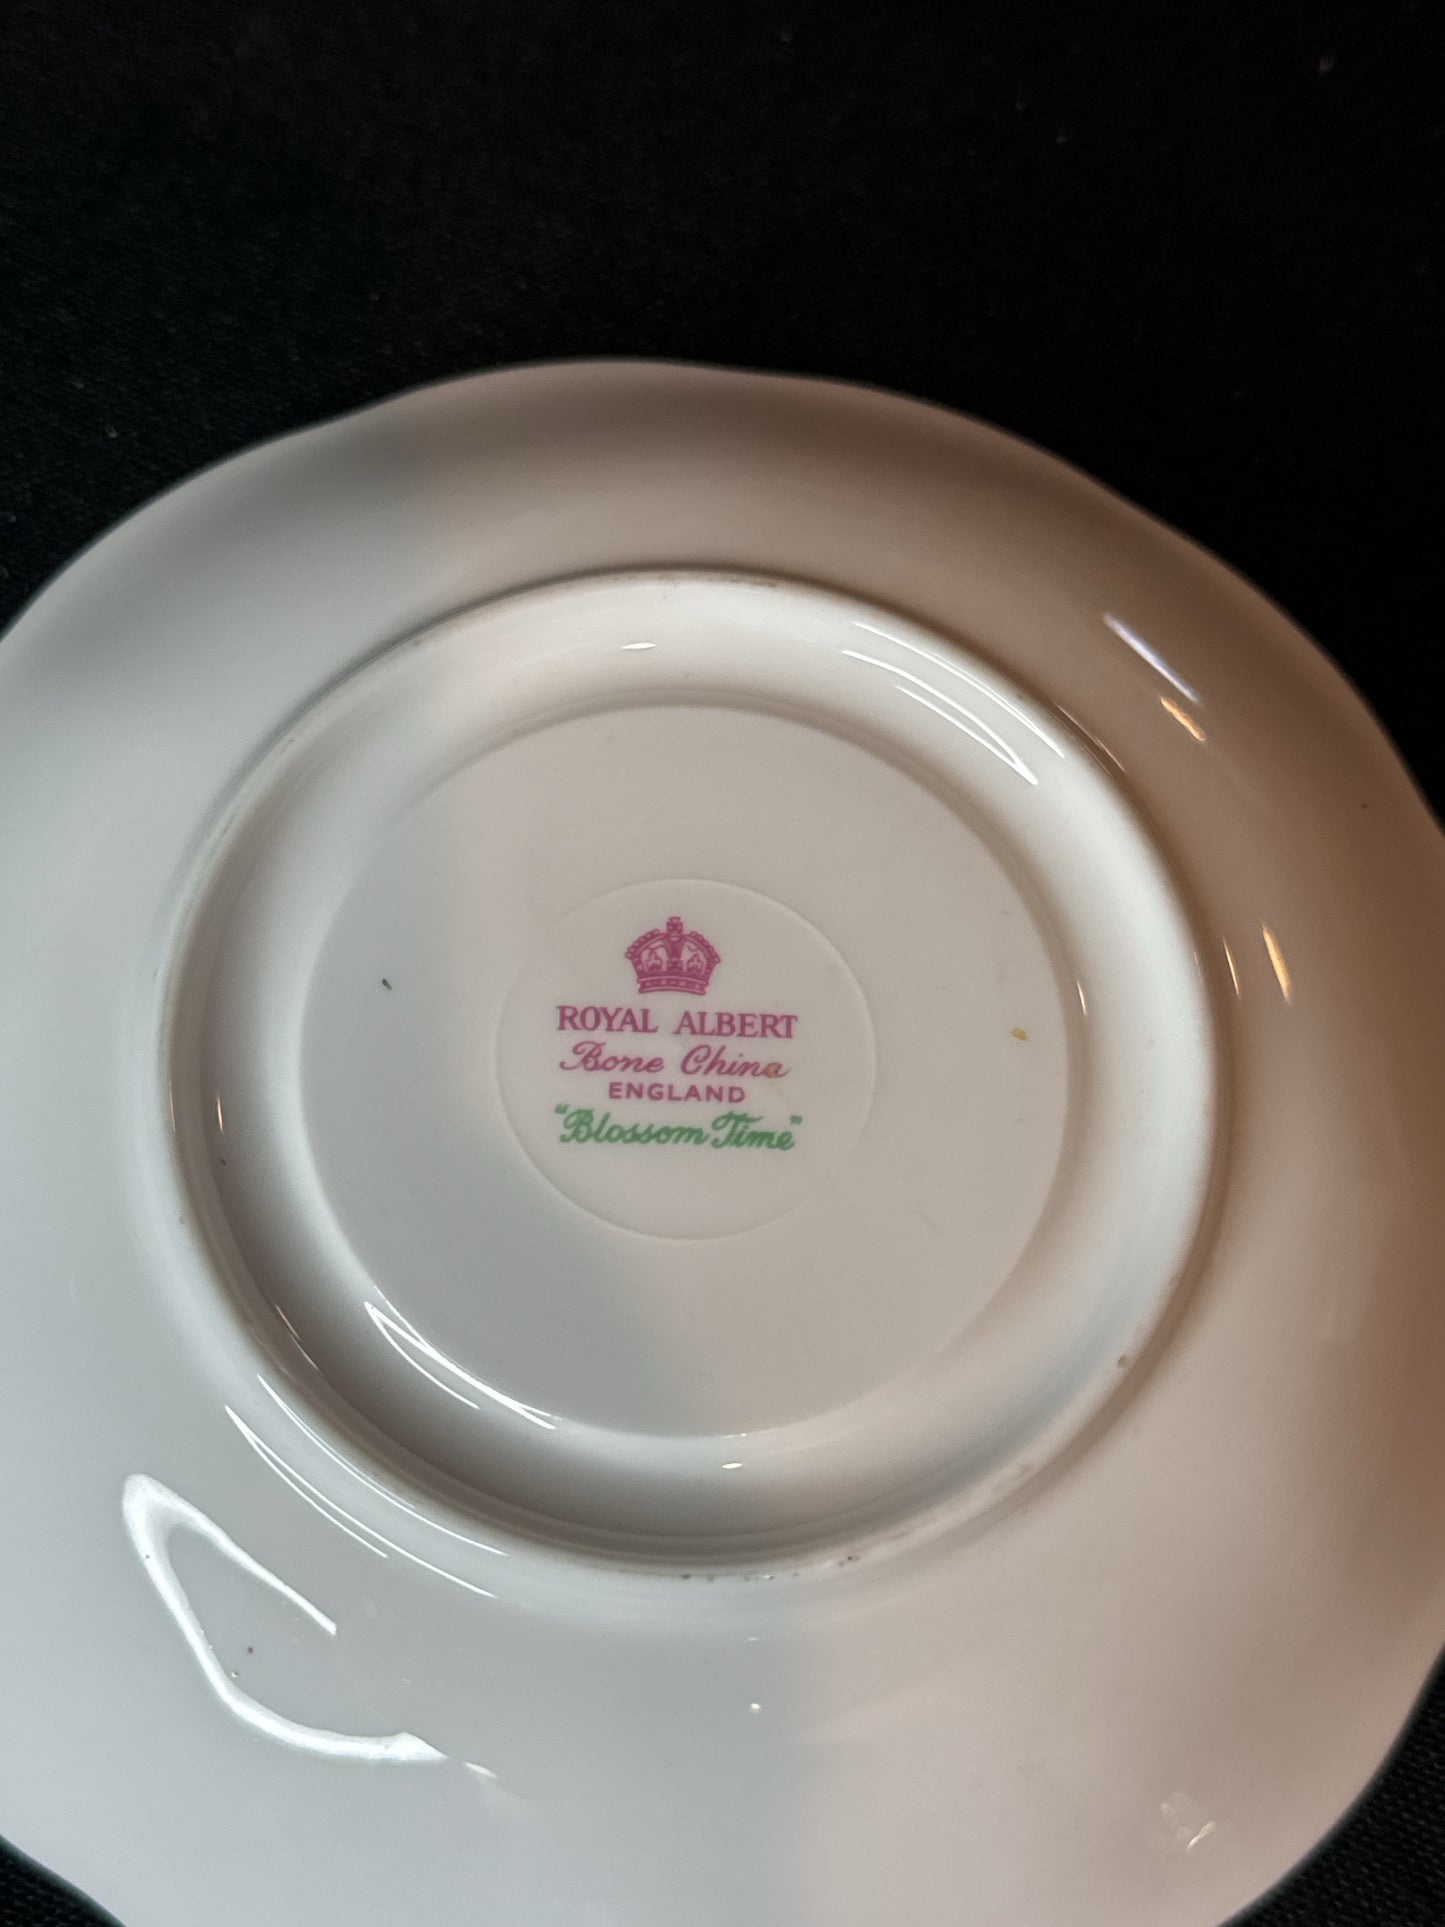 ROYAL ALBERT
Bone China
ENGLAND
"Blossom Time"